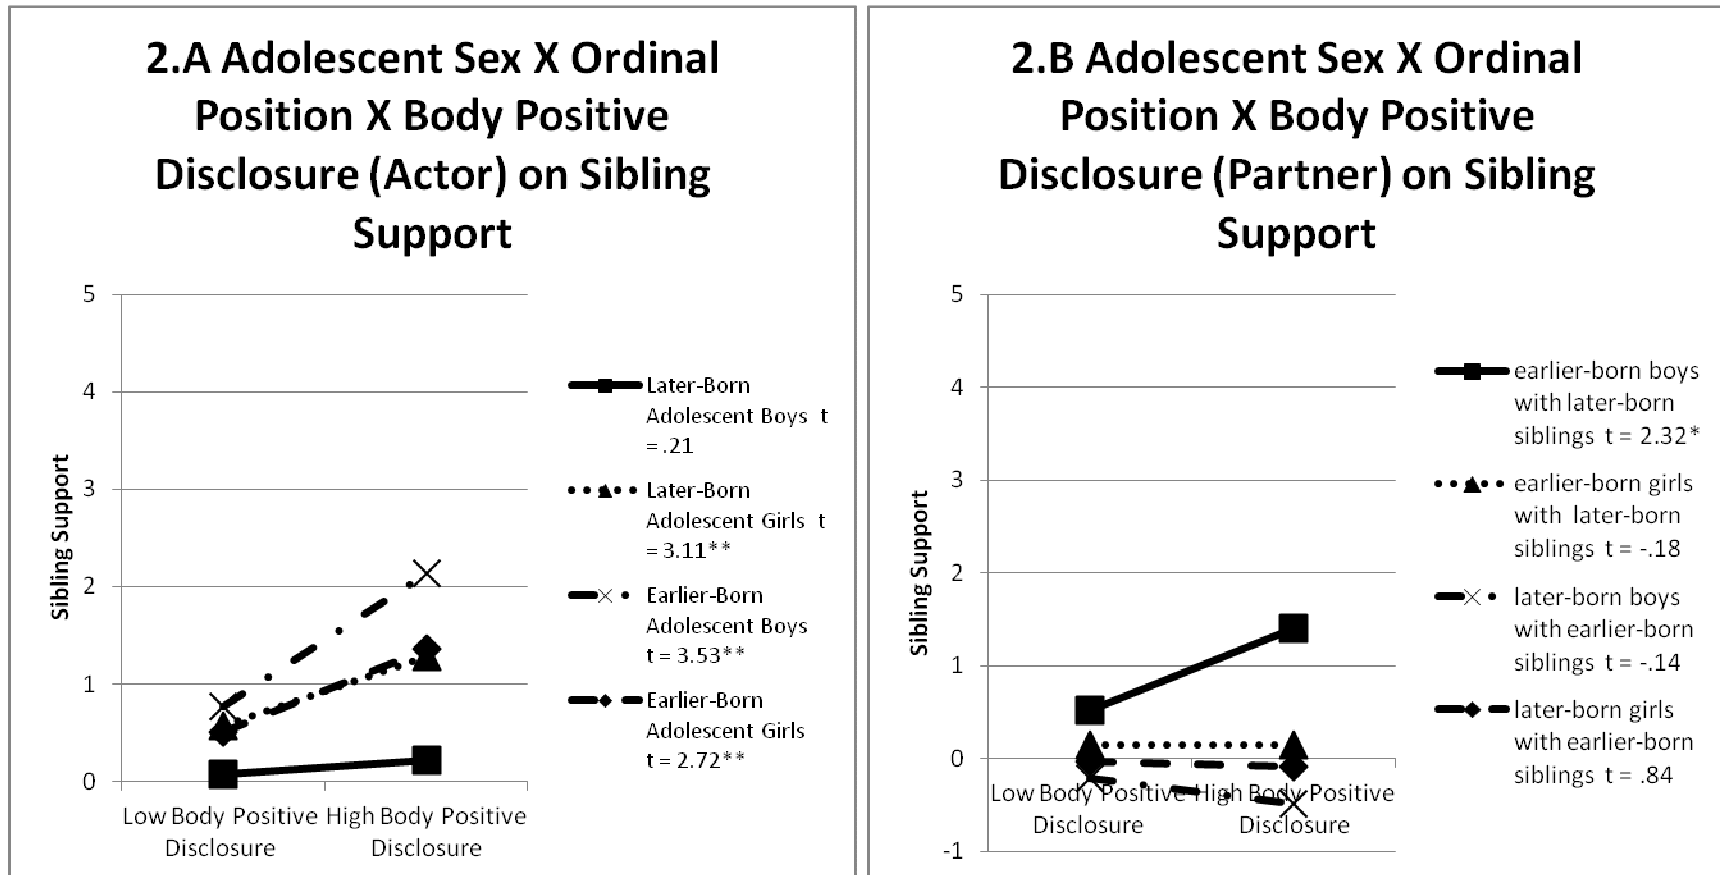 2.A Adolescent Sex X Ordinal
Position X Body Positive
Disclosure (Actor) on Sibling
Support
5
4
3
2
1
0
Sibling Support
Low Body Positive
Disclosure
High Body Positive
Disclosure
Later-Born
Adolescent Boys t
= .21
Later-Born
Adolescent Girls t
= 3.11**
Earlier-Born
Adolescent Boys
t = 3.53**
Earlier-Born
Adolescent Girls
t = 2.72**
2.B Adolescent Sex X Ordinal
Position X Body Positive
Disclosure (Partner) on Sibling
Support
5
4
3
2
1
0
-1
Sibling Support
Low Body Positive
Disclosure
High Body Positive
Disclosure
earlier-born boys
with later-born
siblings t = 2.32*
earlier-born girls
with later-born
siblings t = -.18
later-born boys
with earlier-born
siblings t = -.14
later-born girls
with earlier-born
siblings t = .84